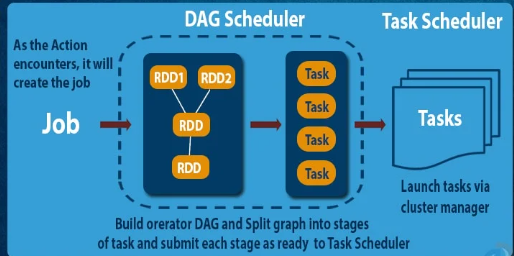 DAG Scheduler
Task Scheduler
As the Action
encounters, it will
create the job
Job
RDD1
RDD2
RDD
RDD
Task
Task
Task
Task
Tasks
Launch tasks via
cluster manager
Build orerator DAG and Split graph into stages
of task and submit each stage as ready to Task Scheduler